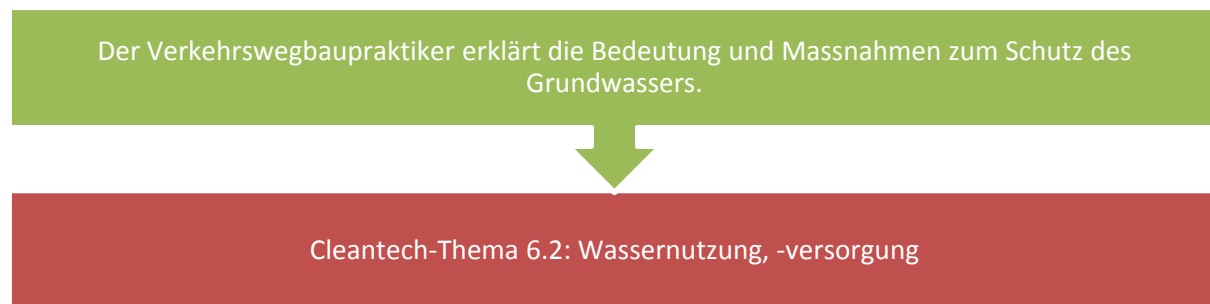 Der Verkehrswegbaupraktiker erklärt die Bedeutung und Massnahmen zum Schutz des
Grundwassers.
Cleantech-Thema 6.2: Wassernutzung, -versorgung